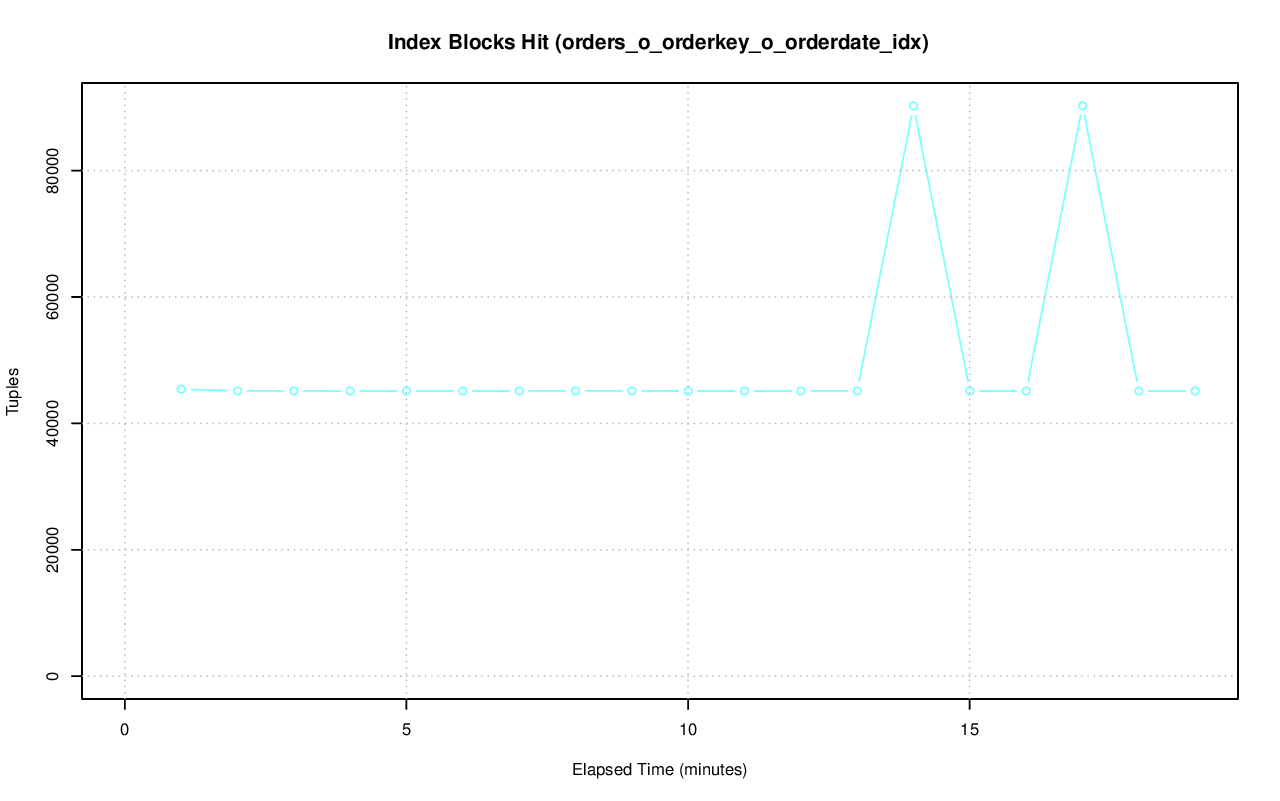 Index Blocks Hit (orders_o_orderkey_o_orderdate_idx)
Tuples
80000
60000
40000
20000
0
0 5 10 15
Elapsed Time (minutes)